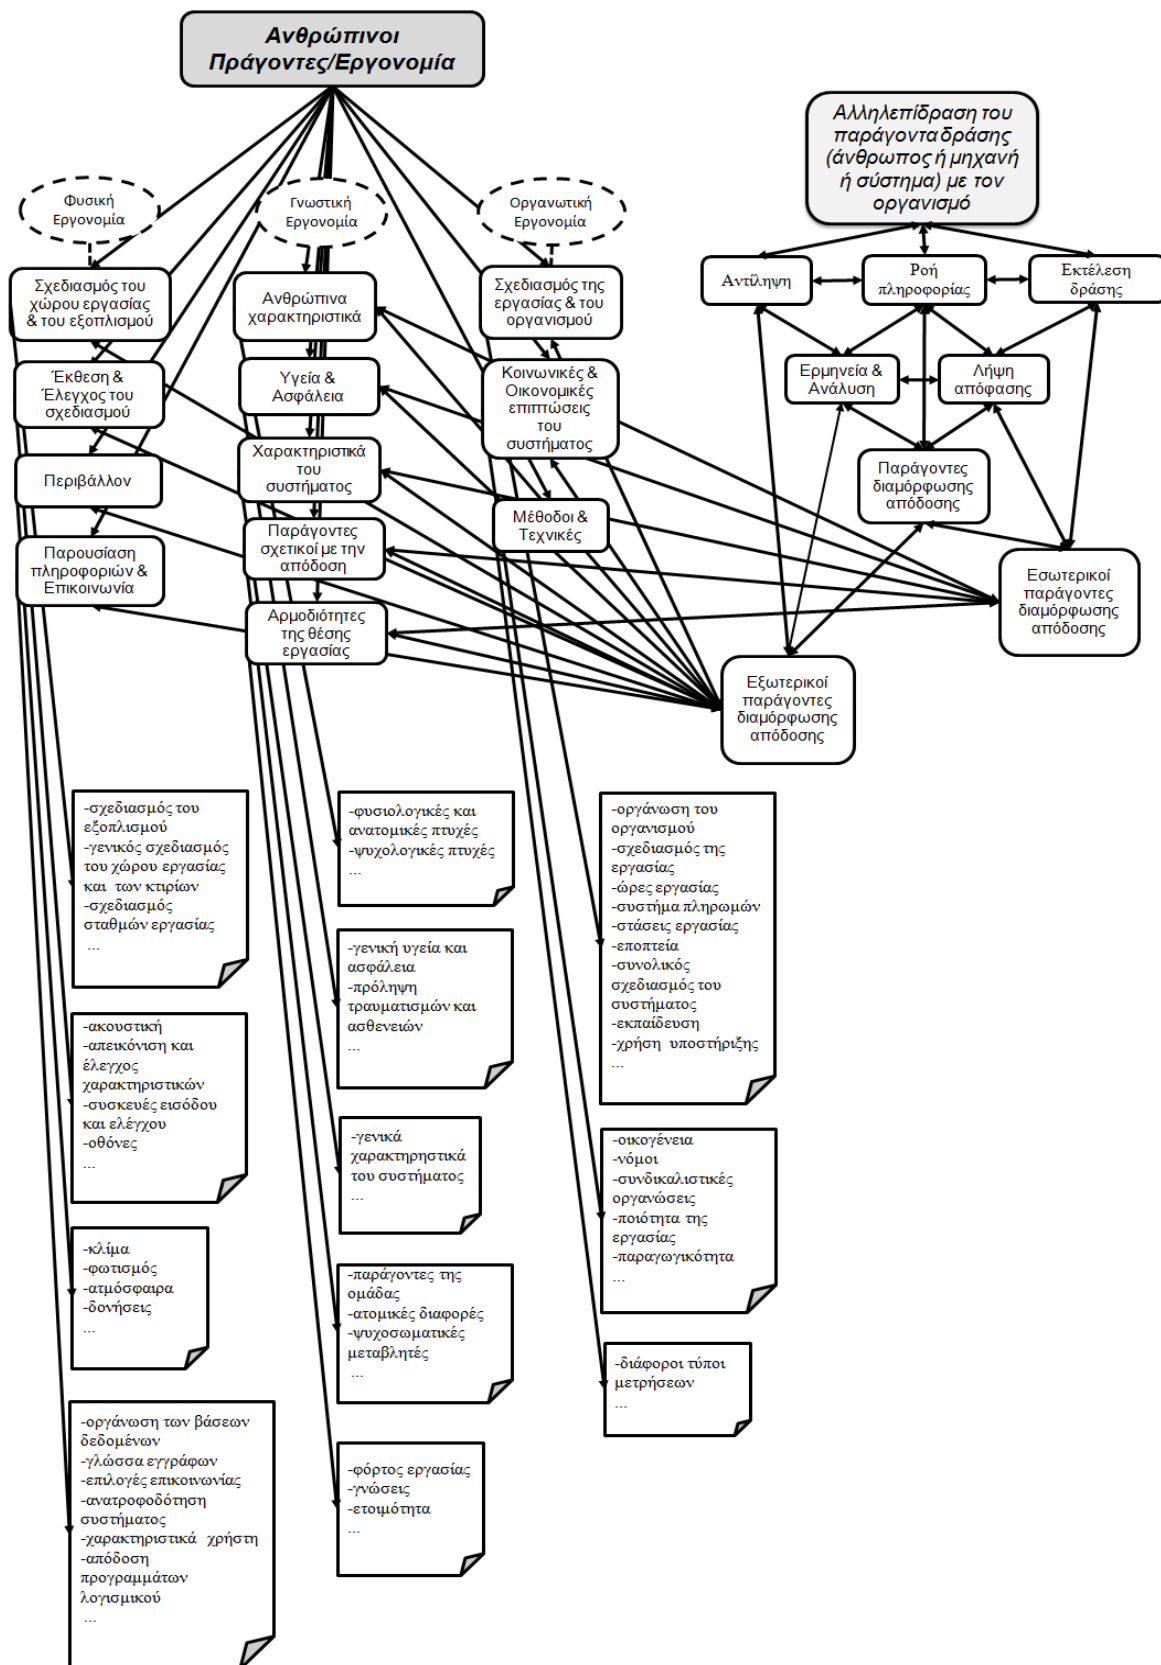 Ανθρώπινοι
Πράγοντες/Εργονομία
Αλληλεπίδραση του
παράγοντα δράσης
(άνθρωπος ή μηχανή
ή σύστημα) με τον
οργανισμό
Φυσική
Εργονομία
Γνωστική
Εργονομία
Οργανωτική
Εργονομία
Σχεδιασμός του
χώρου εργασίας
& του εξοπλισμού
Έκθεση &
Έλεγχος του
σχεδιασμού
Περιβάλλον
Παρουσίαση
πληροφοριών &
Επικοινωνία
Ανθρώπινα
χαρακτηριστικά
Υγεία &
Ασφάλεια
Χαρακτηριστικά
του
συστήματος
Παράγοντες
σχετικοί με την
απόδοση
Αρμοδιότητες
της θέσης
εργασίας
Σχεδιασμός της
εργασίας & του
οργανισμού
Κοινωνικές &
Οικονομικές
επιπτώσεις
του
συστήματος
Μέθοδοι &
Τεχνικές
Αντίληψη
Ροή
πληροφορίας
Εκτέλεση
δράσης
Ερμηνεία &
Ανάλυση
Λήψη
απόφασης
Παράγοντες
διαμόρφωσης
απόδοσης
Εσωτερικοί
παράγοντες
διαμόρφωσης
απόδοσης
Εξωτερικοί
παράγοντες
διαμόρφωσης
απόδοσης
-σχεδιασμός του
εξοπλισμού
-γενικός σχεδιασμός
του χώρου εργασίας
και των κτιρίων
-σχεδιασμός
σταθμών εργασίας
...
-ακουστική
-απεικόνιση και
έλεγχος
χαρακτηριστικών
-συσκευές εισόδου
και ελέγχου
-οθόνες
...
-κλίμα
-φωτισμός
-ατμόσφαιρα
-δονήσεις
...
-οργάνωση των βάσεων
δεδομένων
-γλώσσα εγγράφων
-επιλογές επικοινωνίας
-ανατροφοδότηση
συστήματος
-χαρακτηριστικά χρήστη
-απόδοση
προγραμμάτων
λογισμικού
...
-φυσιολογικές και
ανατομικές πτυχές
-ψυχολογικές πτυχές
...
-γενική υγεία και
ασφάλεια
-πρόληψη
τραυματισμών και
ασθενειών
...
-γενικά
χαρακτηρηστικά
του συστήματος
...
-παράγοντες της
ομάδας
-ατομικές διαφορές
-ψυχοσωματικές
μεταβλητές
...
-φόρτος εργασίας
-γνώσεις
-ετοιμότητα
...
-οργάνωση του
οργανισμού
-σχεδιασμός της
εργασίας
-ώρες εργασίας
-συστήμα πληρωμών
-στάσεις εργασίας
-εποπτεία
-συνολικός
σχεδιασμός του
συστήματος
-εκπαίδευση
-χρήση υποστήριξης
...
-οικογένεια
-νόμοι
-συνδικαλιστικές
οργανώσεις
-ποιότητα της
εργασίας
-παραγωγικότητα
...
-διάφοροι τύποι
μετρήσεων
...